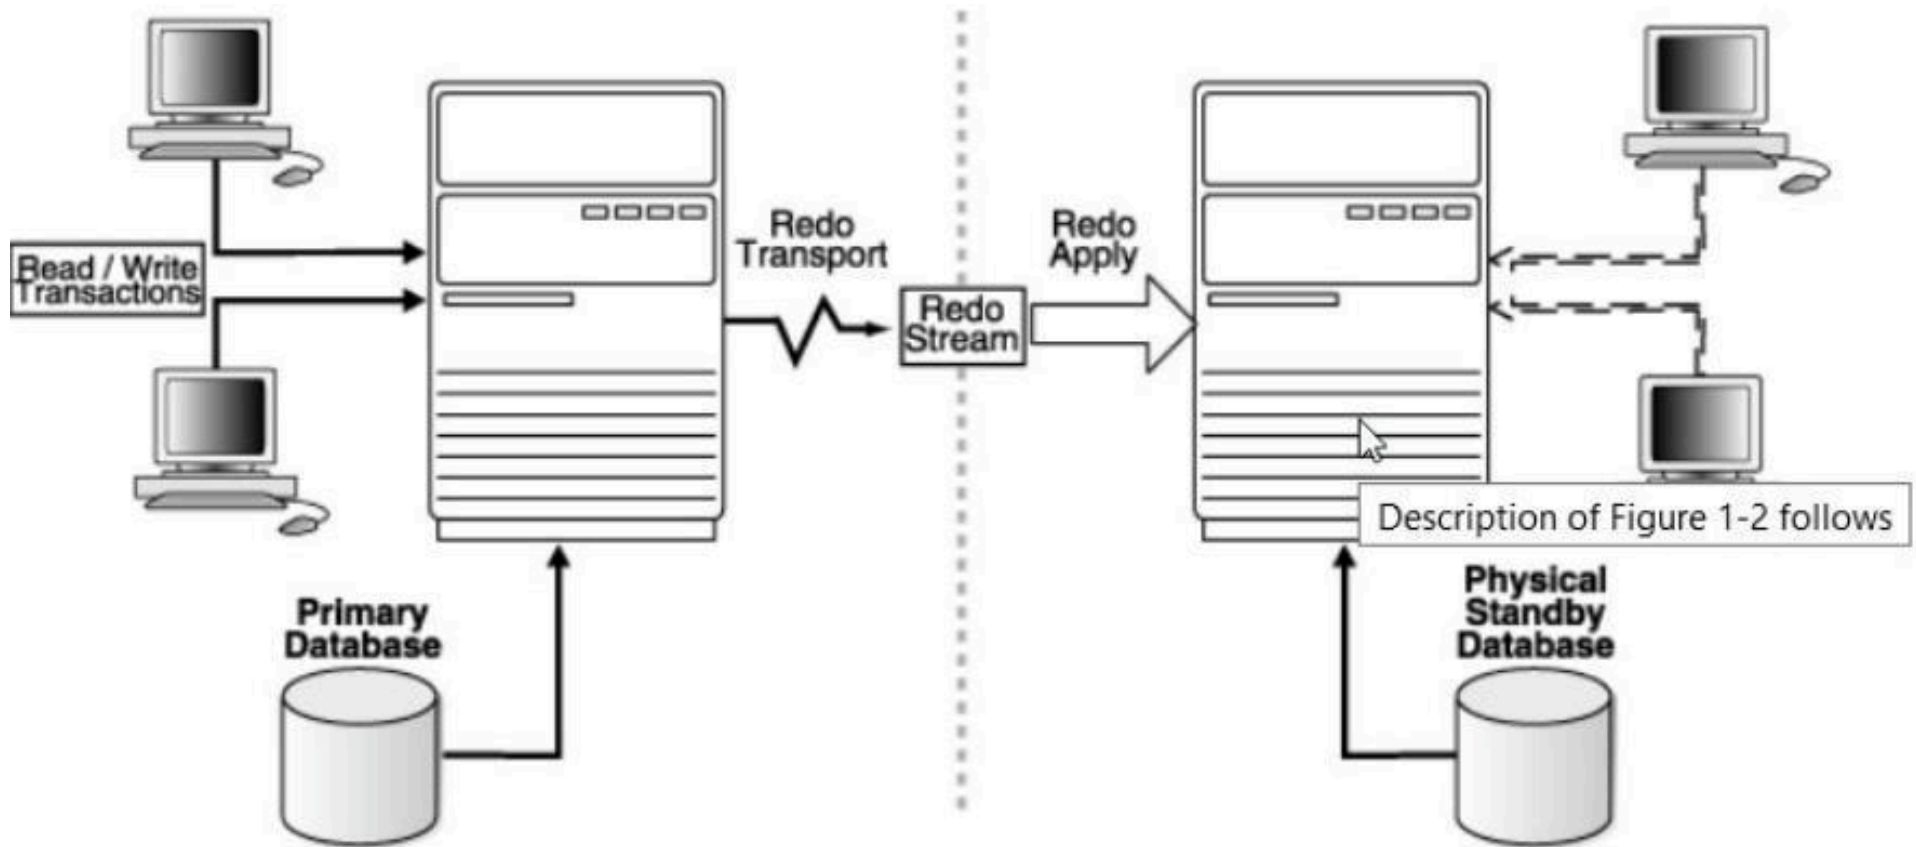 Read / Write
Transactions
Redo
Transport
Redo
Stream
Redo
Apply
Description of Figure 1-2 follows
Primary
Database
Physical
Standby
Database